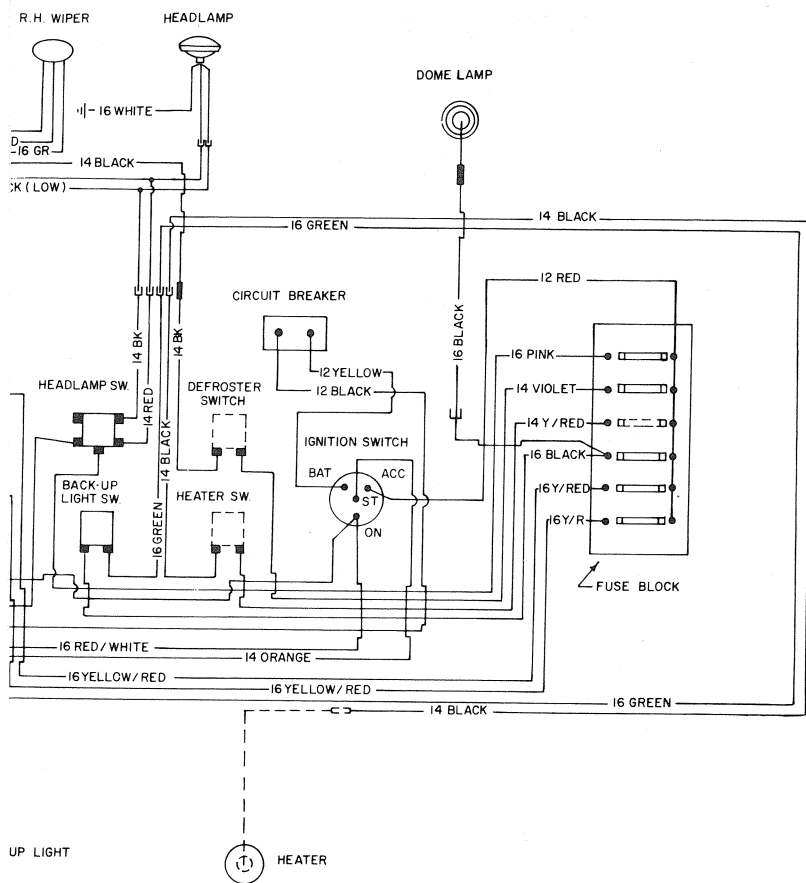 R.H. WIPER
HEADLAMP
DOME LAMP
16 WHITE
D
-16 GR
14 BLACK
CK (LOW)
14 BLACK
16 GREEN
12 RED
CIRCUIT BREAKER
16 BLACK
14 BK
14 BK
16 PINK
12 YELLOW
HEADLAMP SW.
14 RED
DEFROSTER
SWITCH
12 BLACK
14 VIOLET
14 Y/RED
14 BLACK
IGNITION SWITCH
16 BLACK
BAT
ACC
BACK-UP
LIGHT SW.
HEATER SW.
ST
16Y/RED
16GREEN
ON
16Y/R
FUSE BLOCK
16 RED/WHITE
14 ORANGE
16YELLOW/RED
16 YELLOW/RED
16 GREEN
14 BLACK
UP LIGHT
T
HEATER